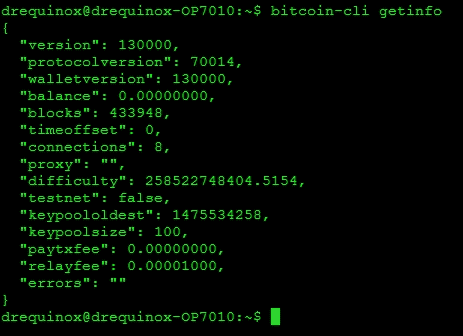 drequinox@drequinox-OP7010:~$ bitcoin-cli getinfo
{
  "version": 130000,
  "protocolversion": 70014,
  "walletversion": 130000,
  "balance": 0.00000000,
  "blocks": 433948,
  "timeoffset": 0,
  "connections": 8,
  "proxy": "",
  "difficulty": 258522748404.5154,
  "testnet": false,
  "keypoololdest": 1475534258,
  "keypoolsize": 100,
  "paytxfee": 0.00000000,
  "relayfee": 0.00001000,
  "errors": ""
}
drequinox@drequinox-OP7010:~$